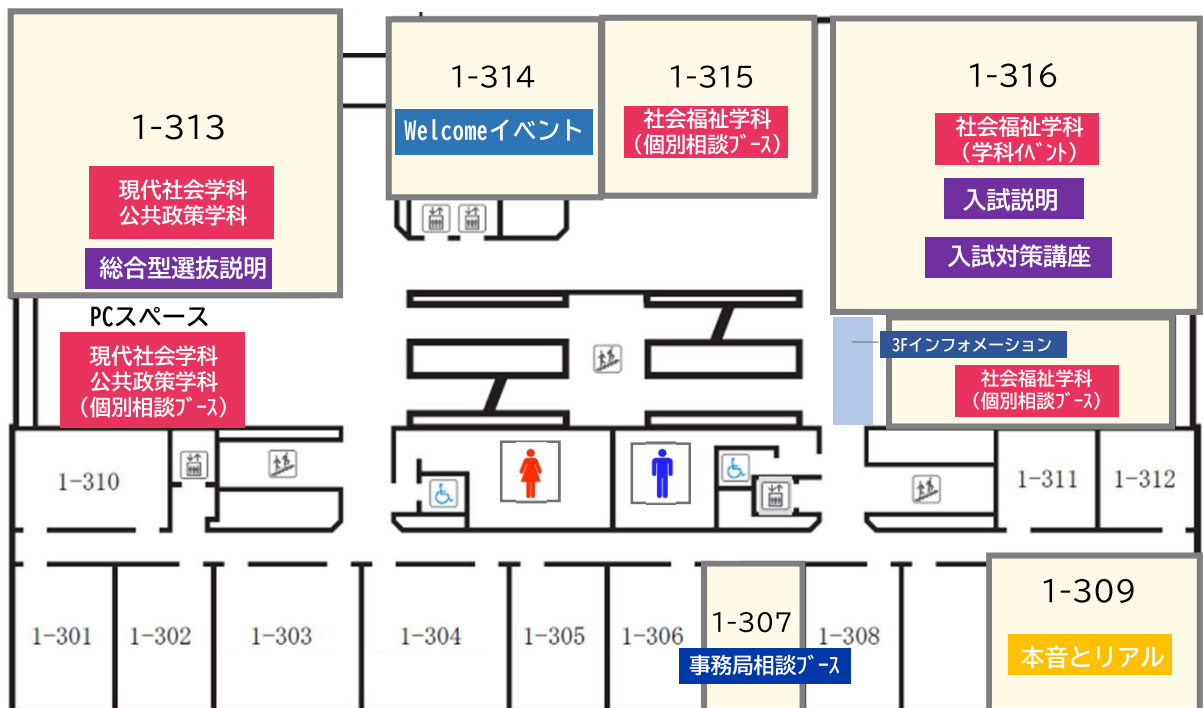 1-313
現代社会学科
公共政策学科
総合型選抜説明
1-314
Welcomeイベント
1-315
社会福祉学科
(個別相談ﾌﾞｰｽ)
1-316
社会福祉学科
(学科ｲﾍﾞﾝﾄ)
入試説明
入試対策講座
PCスペース
現代社会学科
公共政策学科
(個別相談ﾌﾞｰｽ)
3Fインフォメーション
社会福祉学科
(個別相談ﾌﾞｰｽ)
1-310
1-311
1-312
1-301
1-302
1-303
1-304
1-305
1-306
1-307
事務局相談ﾌﾞｰｽ
1-308
1-309
本音とリアル